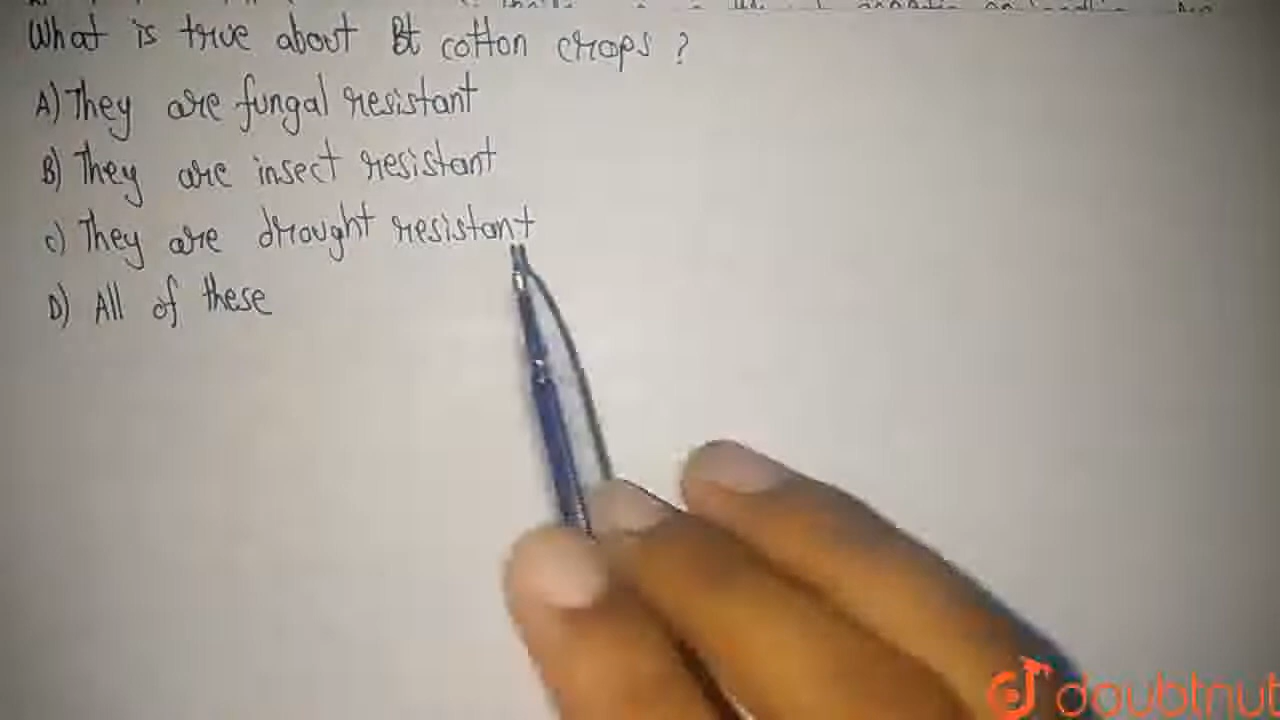 What is true about Bt cotton crops ?
A) They are fungal resistant
B) They are insect resistant
C) They are drought resistant
D) All of these
doubtnut